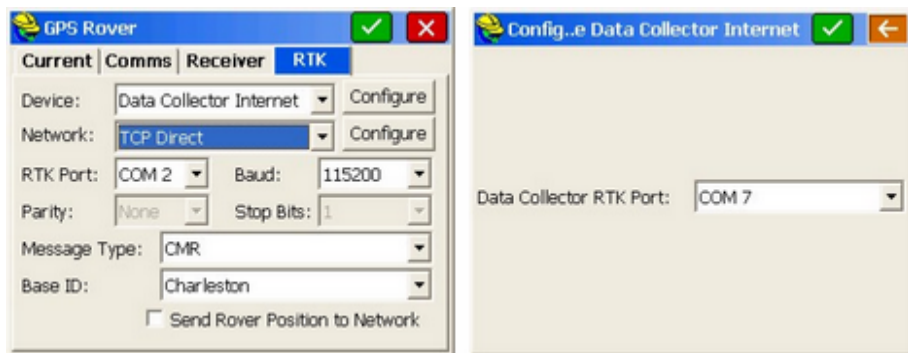 GPS Rover
Current Comms Receiver RTK
Device: Data Collector Internet Configure
Network: TCP Direct Configure
RTK Port: COM 2 Baud: 115200
Parity: None Stop Bits: 1
Message Type: CMR
Base ID: Charleston
Send Rover Position to Network
Config..e Data Collector Internet
Data Collector RTK Port: COM 7